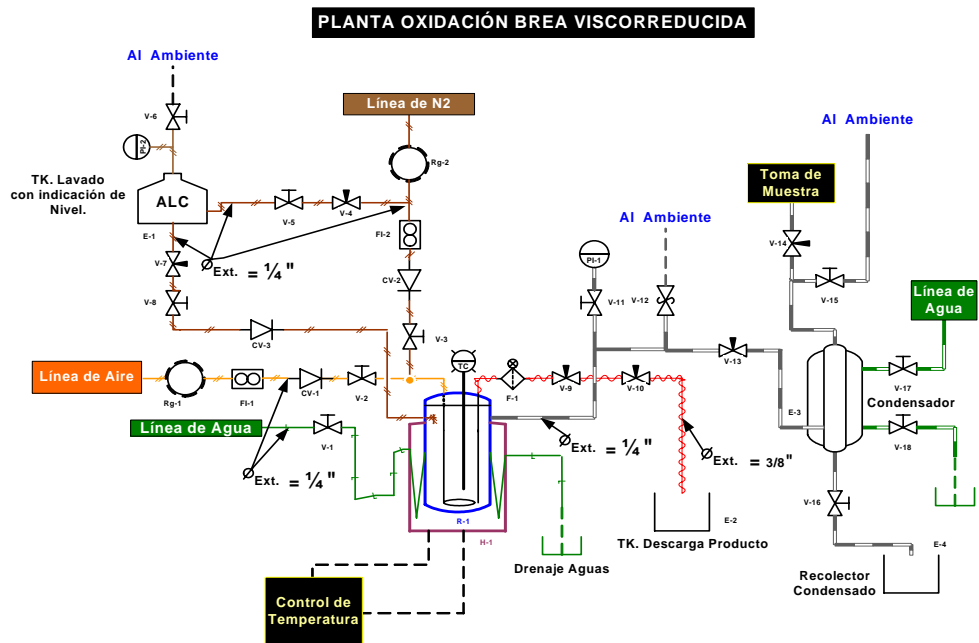 PLANTA OXIDACIÓN BREA VISCORREDUCIDA
Al Ambiente
V-6
PI-2
TK. Lavado
con indicación de
Nivel.
ALC
E-1
Línea de N2
Rg-2
V-5
V-4
FI-2
Ext. = ¼"
V-7
V-8
CV-2
CV-3
V-3
Al Ambiente
PI-1
V-11
V-12
Al Ambiente
Toma de
Muestra
V-14
V-15
Línea de
Agua
V-13
V-17
Condensador
E-3
V-18
V-16
E-4
Recolector
Condensado
Línea de Aire
Rg-1
FI-1
CV-1
V-2
TC
F-1
V-9
V-10
Línea de Agua
V-1
Ext. = ¼"
Ext. = ¼"
Ext. = 3/8"
R-1
H-1
E-2
TK. Descarga Producto
Drenaje Aguas
Control de
Temperatura